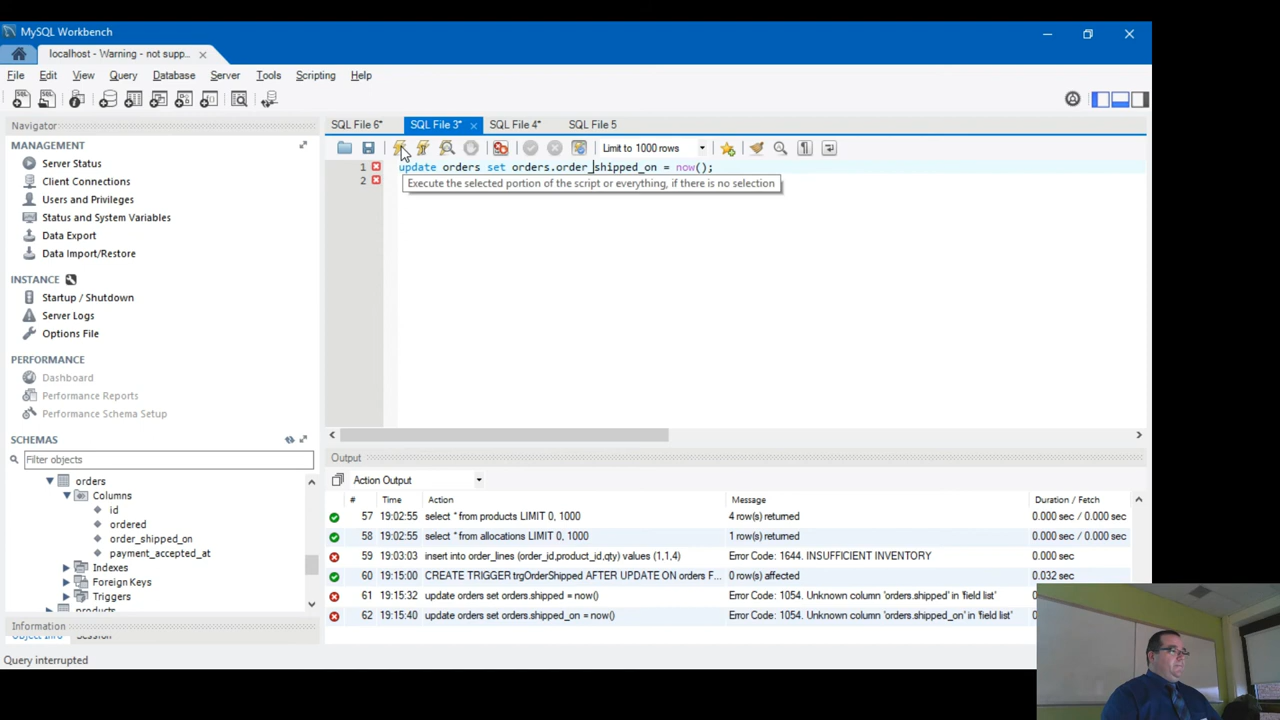 MySQL Workbench
localhost - Warning - not supp...
File Edit View Query Database Server Tools Scripting Help
Navigator
MANAGEMENT
Server Status
Client Connections
Users and Privileges
Status and System Variables
Data Export
Data Import/Restore
INSTANCE
Startup / Shutdown
Server Logs
Options File
PERFORMANCE
Dashboard
Performance Reports
Performance Schema Setup
SCHEMAS
Filter objects
orders
Columns
id
ordered
order_shipped_on
payment_accepted_at
Indexes
Foreign Keys
Triggers
products
Information
Object Info Session
Query interrupted
SQL File 6* SQL File 3* SQL File 4* SQL File 5
Limit to 1000 rows
1 update orders set orders.order_shipped_on = now();
Execute the selected portion of the script or everything, if there is no selection
2
Output
Action Output
# Time Action Message Duration / Fetch
57 19:02:55 select * from products LIMIT 0, 1000 4 row(s) returned 0.000 sec / 0.000 sec
58 19:02:55 select * from allocations LIMIT 0, 1000 1 row(s) returned 0.000 sec / 0.000 sec
59 19:03:03 insert into order_lines (order_id,product_id,qty) values (1,1,4) Error Code: 1644. INSUFFICIENT INVENTORY 0.000 sec
60 19:15:00 CREATE TRIGGER trgOrderShipped AFTER UPDATE ON orders F... 0 row(s) affected 0.032 sec
61 19:15:32 update orders set orders.shipped = now() Error Code: 1054. Unknown column 'orders.shipped' in 'field list'
62 19:15:40 update orders set orders.shipped_on = now() Error Code: 1054. Unknown column 'orders.shipped_on' in 'field list'